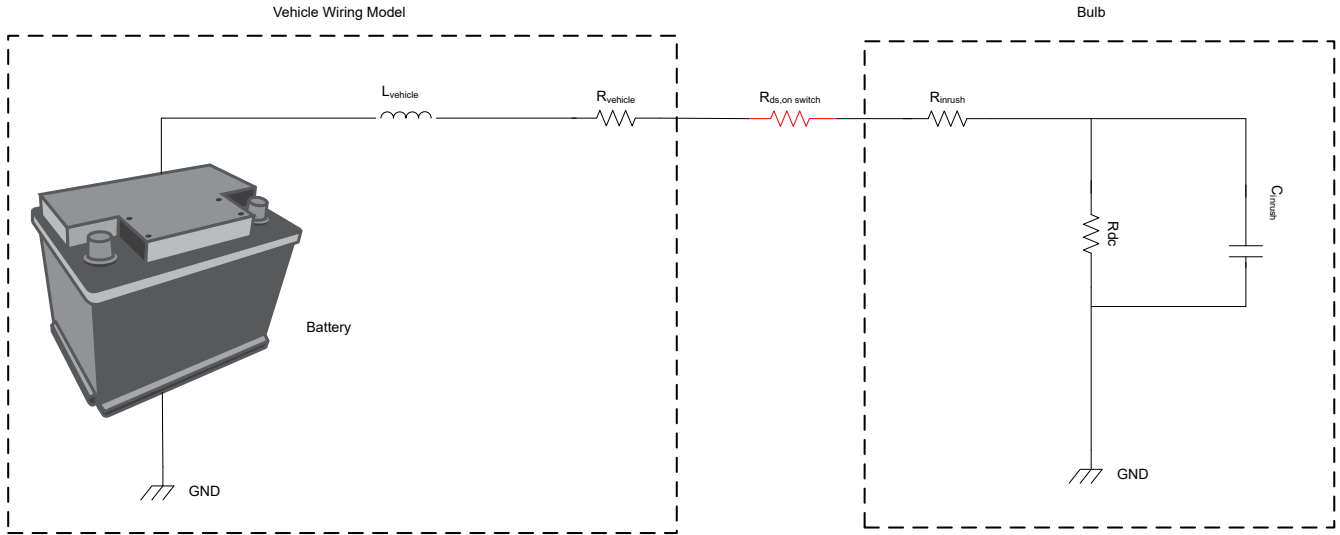 Vehicle Wiring Model
Bulb
Lvehicle
Rvehicle
Rds,on switch
Rinrush
Cinrush
Rdc
Battery
GND
GND